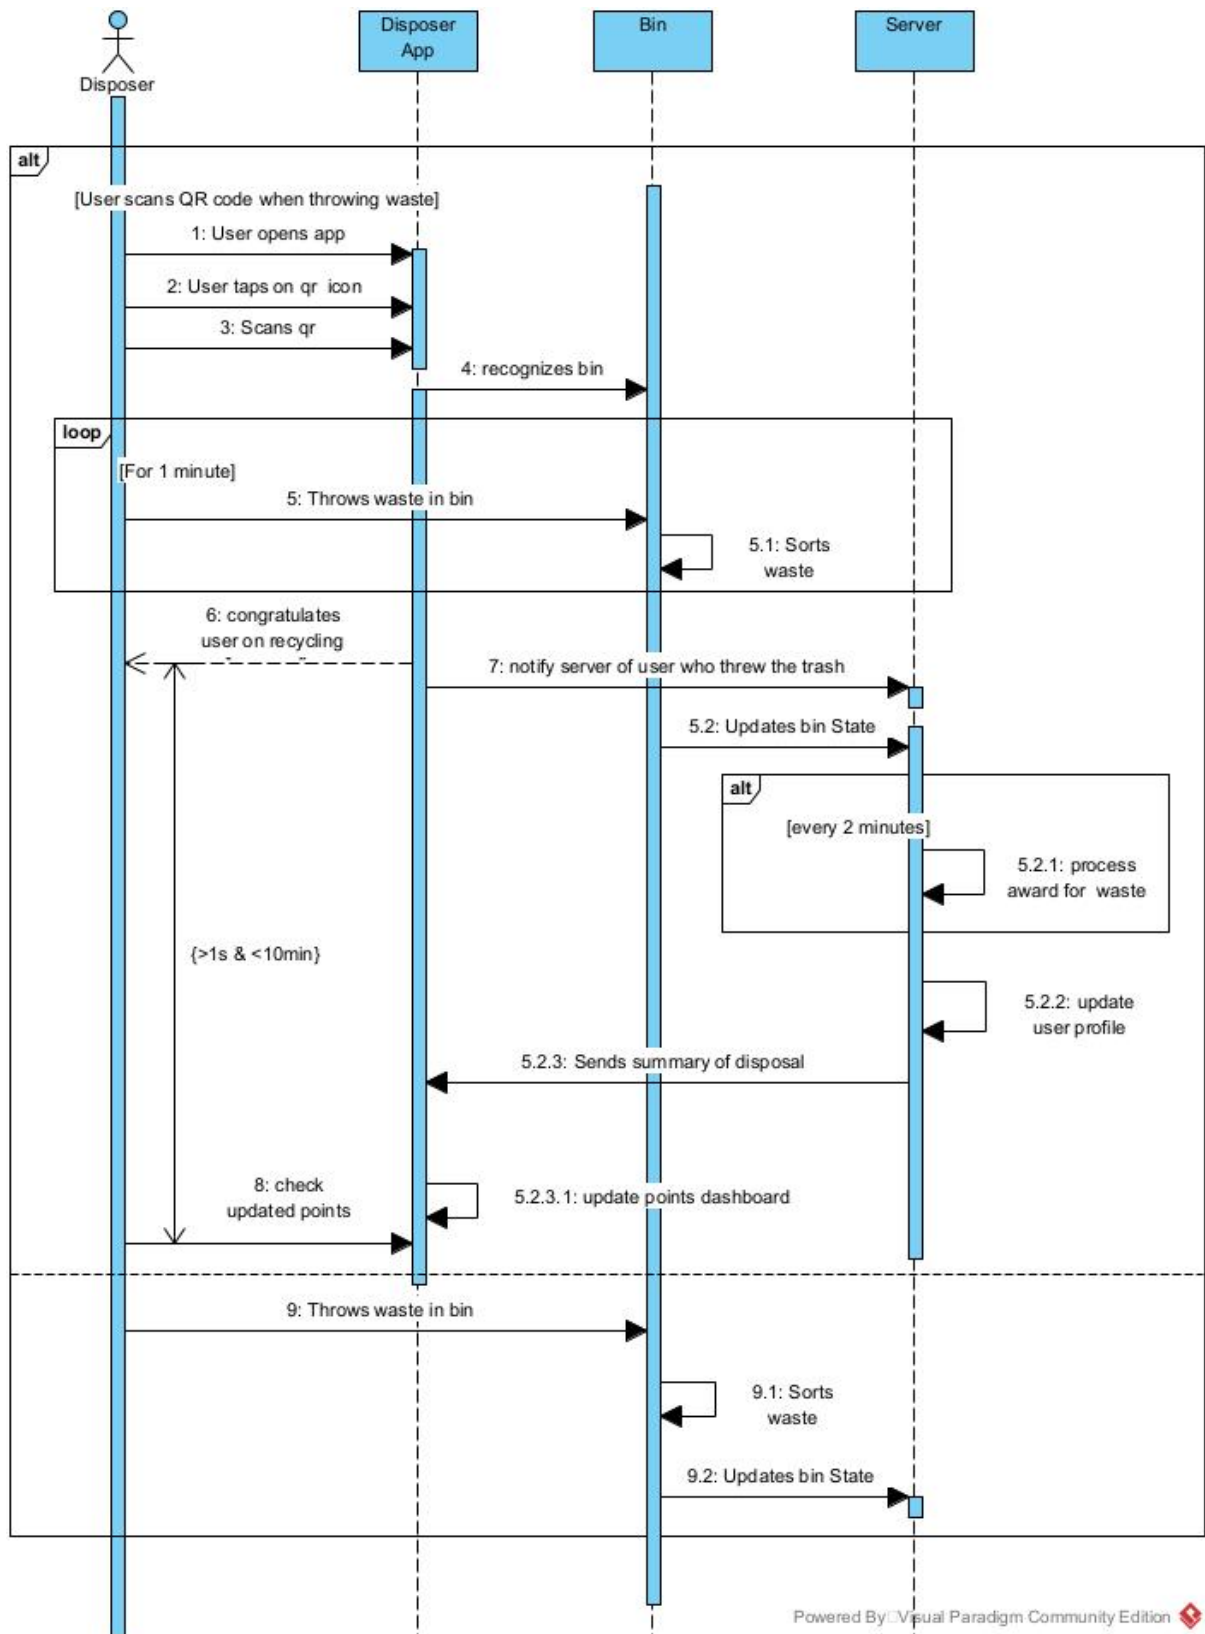 Disposer
Disposer
App
Bin
Server
alt
[User scans QR code when throwing waste]
1: User opens app
2: User taps on qr  icon
3: Scans qr
4: recognizes bin
loop
[For 1 minute]
5: Throws waste in bin
5.1: Sorts
waste
6: congratulates
user on recycling
7: notify server of user who threw the trash
5.2: Updates bin State
alt
[every 2 minutes]
5.2.1: process
award for  waste
{>1s & <10min}
5.2.2: update
user profile
5.2.3: Sends summary of disposal
8: check
updated points
5.2.3.1: update points dashboard
9: Throws waste in bin
9.1: Sorts
waste
9.2: Updates bin State
Powered By Visual Paradigm Community Edition